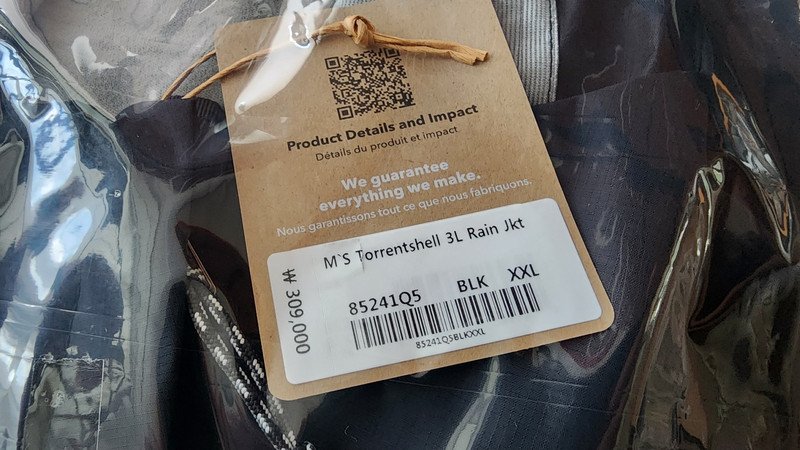 Product Details and Impact
Détails du produit et impact
We guarantee
everything we make.
Nous garantissons tout ce que nous fabriquons.
M`S Torrentshell 3L Rain Jkt
85241Q5 BLK XXL
85241Q5BLKXXL
₩ 309,000